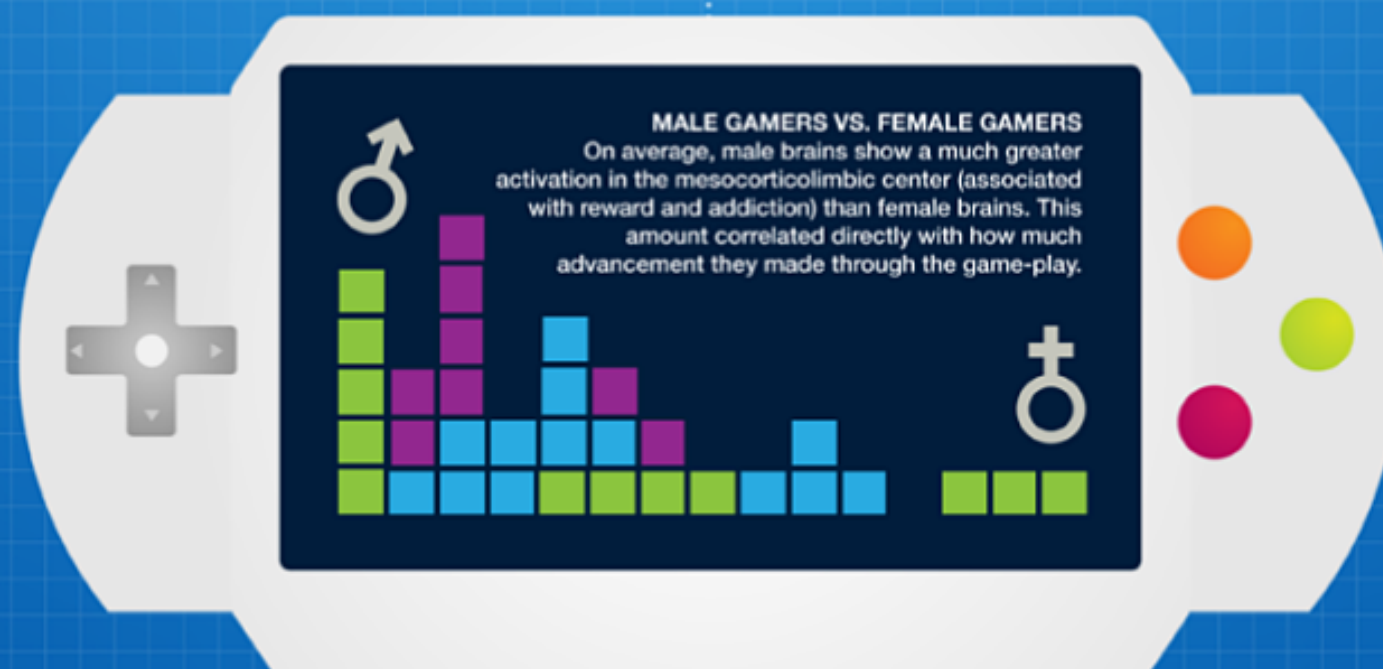 MALE GAMERS VS. FEMALE GAMERS
On average, male brains show a much greater
activation in the mesocorticolimbic center (associated
with reward and addiction) than female brains. This
amount correlated directly with how much
advancement they made through the game-play.